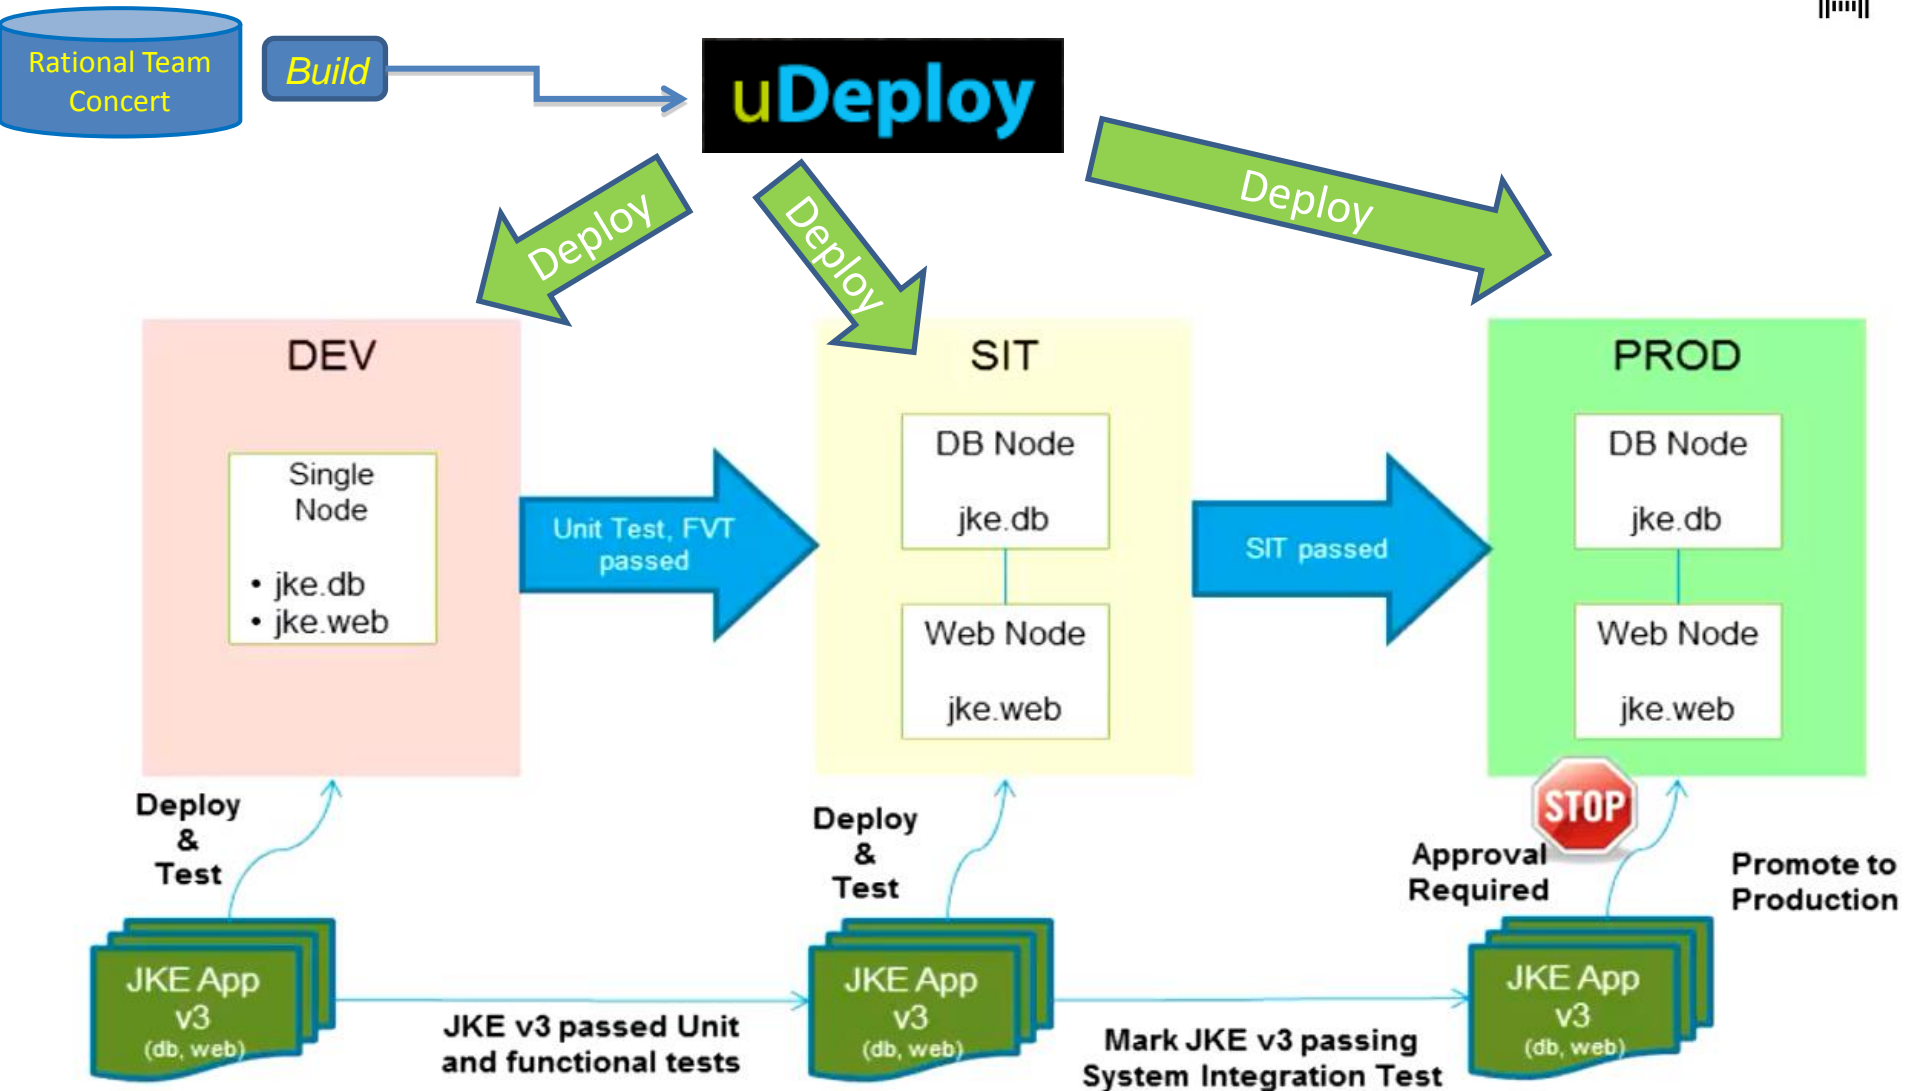 Rational Team
Concert
Build
uDeploy
Deploy
Deploy
Deploy
DEV
Single
Node
• jke.db
• jke.web
Unit Test, FVT
passed
SIT
DB Node
jke.db
Web Node
jke.web
SIT passed
PROD
DB Node
jke.db
Web Node
jke.web
Deploy
&
Test
Deploy
&
Test
STOP
Approval
Required
Promote to
Production
JKE App
v3
(db, web)
JKE v3 passed Unit
and functional tests
JKE App
v3
(db, web)
Mark JKE v3 passing
System Integration Test
JKE App
v3
(db, web)